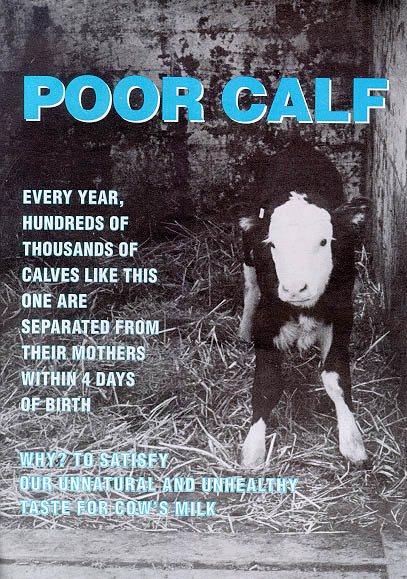 POOR CALF
EVERY YEAR,
HUNDREDS OF
THOUSANDS OF
CALVES LIKE THIS
ONE ARE
SEPARATED FROM
THEIR MOTHERS
WITHIN 4 DAYS
OF BIRTH
WHY? TO SATISFY
OUR UNNATURAL AND UNHEALTHY
TASTE FOR COW'S MILK